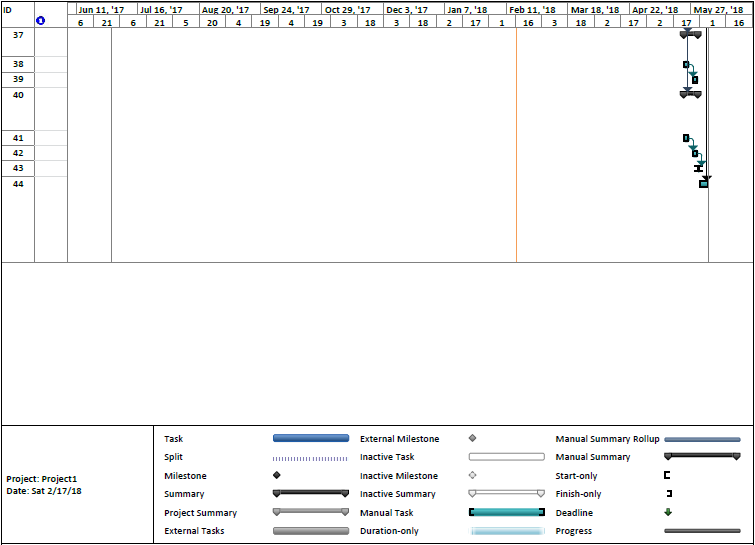 ID
Jun 11, '17 Jul 16, '17 Aug 20, '17 Sep 24, '17 Oct 29, '17 Dec 3, '17 Jan 7, '18 Feb 11, '18 Mar 18, '18 Apr 22, '18 May 27, '18
6 21 6 21 5 20 4 19 4 19 3 18 3 18 2 17 1 16 3 18 2 17 2 17 1 16
37
38
39
40
41
42
43
44
Project: Project1
Date: Sat 2/17/18
Task
Split
Milestone
Summary
Project Summary
External Tasks
External Milestone
Inactive Task
Inactive Milestone
Inactive Summary
Manual Task
Duration-only
Manual Summary Rollup
Manual Summary
Start-only
Finish-only
Deadline
Progress